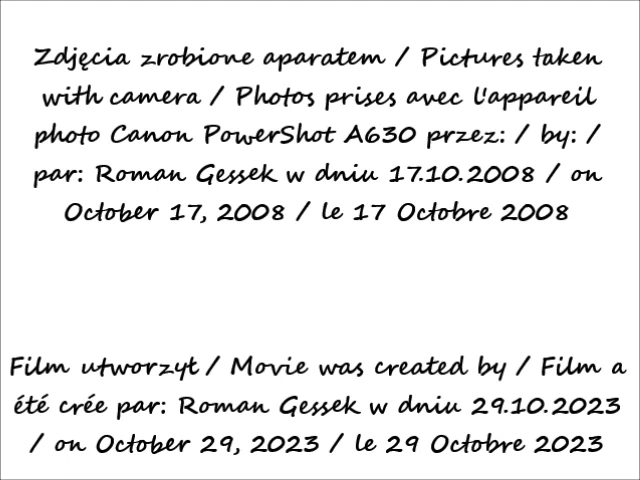 Zdjęcia zrobione aparatem / Pictures taken
with camera / Photos prises avec l'appareil
photo Canon PowerShot A630 przez: / by: /
par: Roman Gessek w dniu 17.10.2008 / on
October 17, 2008 / le 17 Octobre 2008
Film utworzył / Movie was created by / Film a
été crée par: Roman Gessek w dniu 29.10.2023
/ on October 29, 2023 / le 29 Octobre 2023